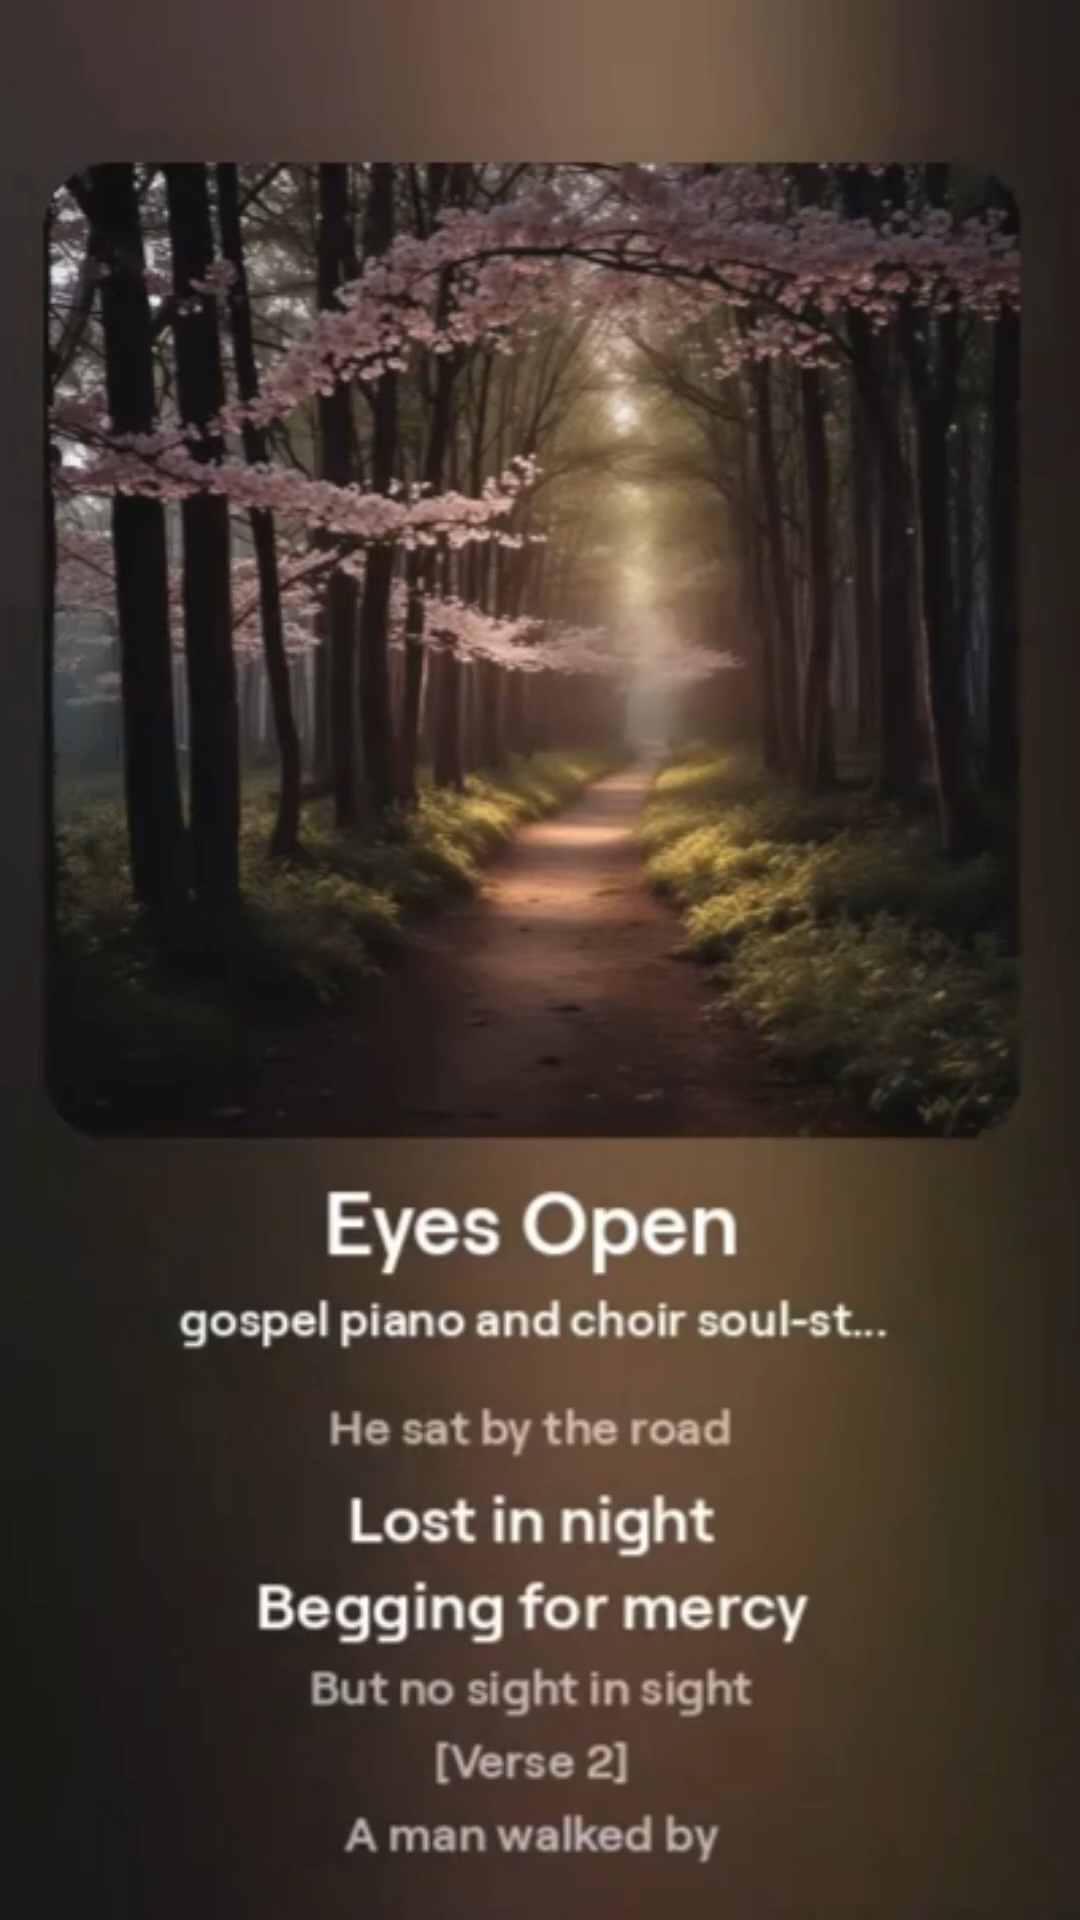 Eyes Open
gospel piano and choir soul-st...
He sat by the road
Lost in night
Begging for mercy
But no sight in sight
[Verse 2]
A man walked by